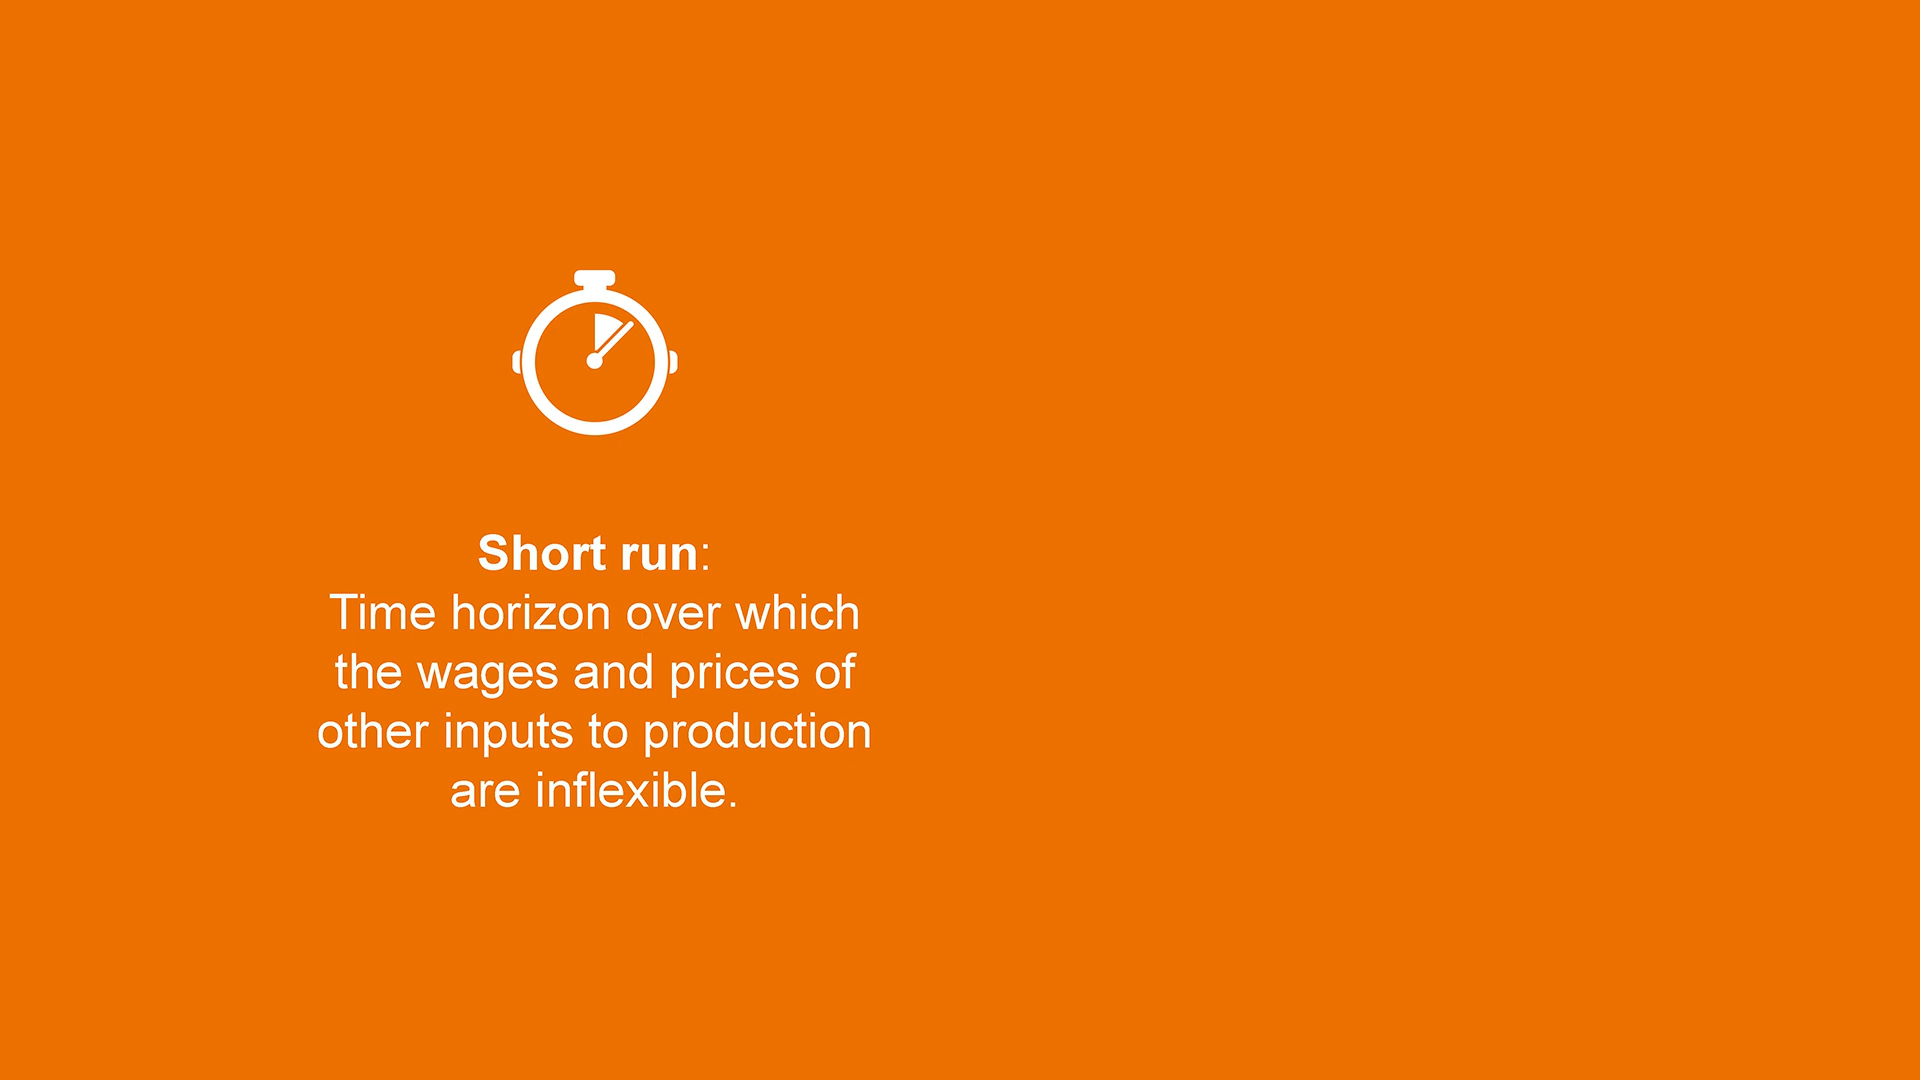 Short run:
Time horizon over which
the wages and prices of
other inputs to production
are inflexible.